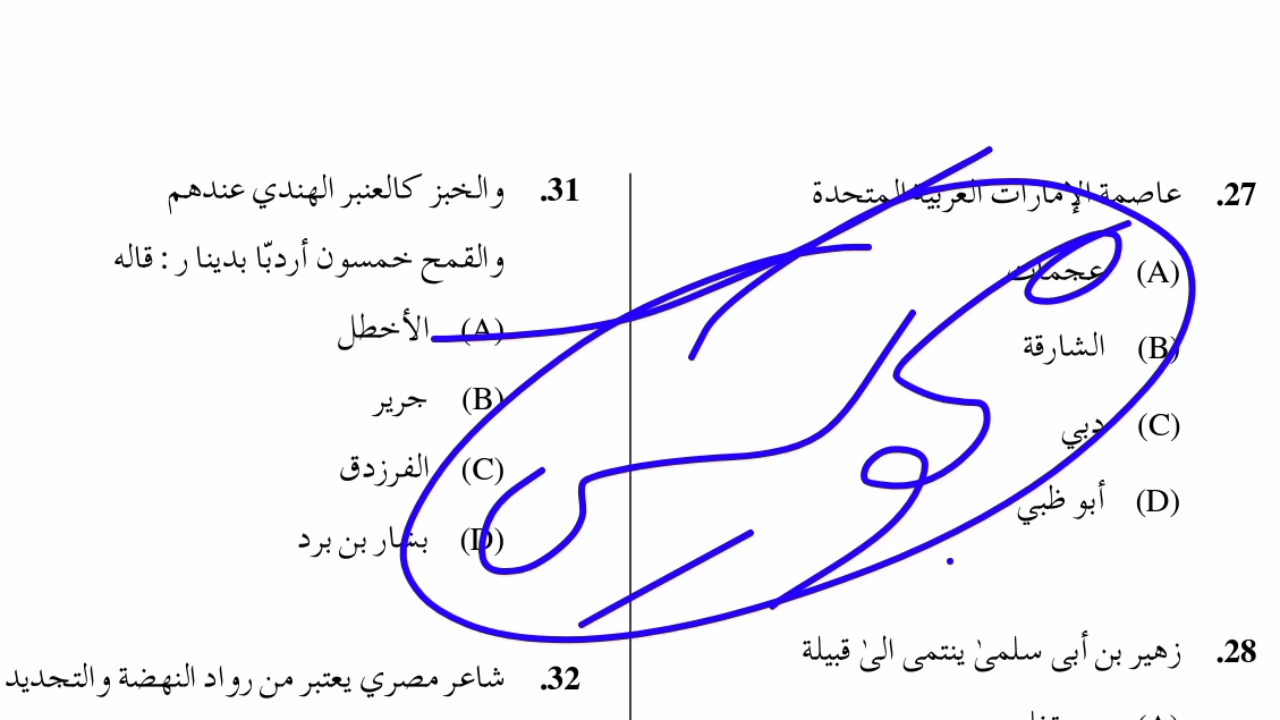 27. عاصمة الإمارات العربية المتحدة
(A) عجمان
(B) الشارقة
(C) دبي
(D) أبو ظبي
28. زهير بن أبى سلمىٰ ينتمى الىٰ قبيلة
(A)
31. والخبز كالعنبر الهندي عندهم
والقمح خمسون أردبّا بدينار : قاله
(A) الأخطل
(B) جرير
(C) الفرزدق
(D) بشار بن برد
32. شاعر مصري يعتبر من رواد النهضة والتجديد